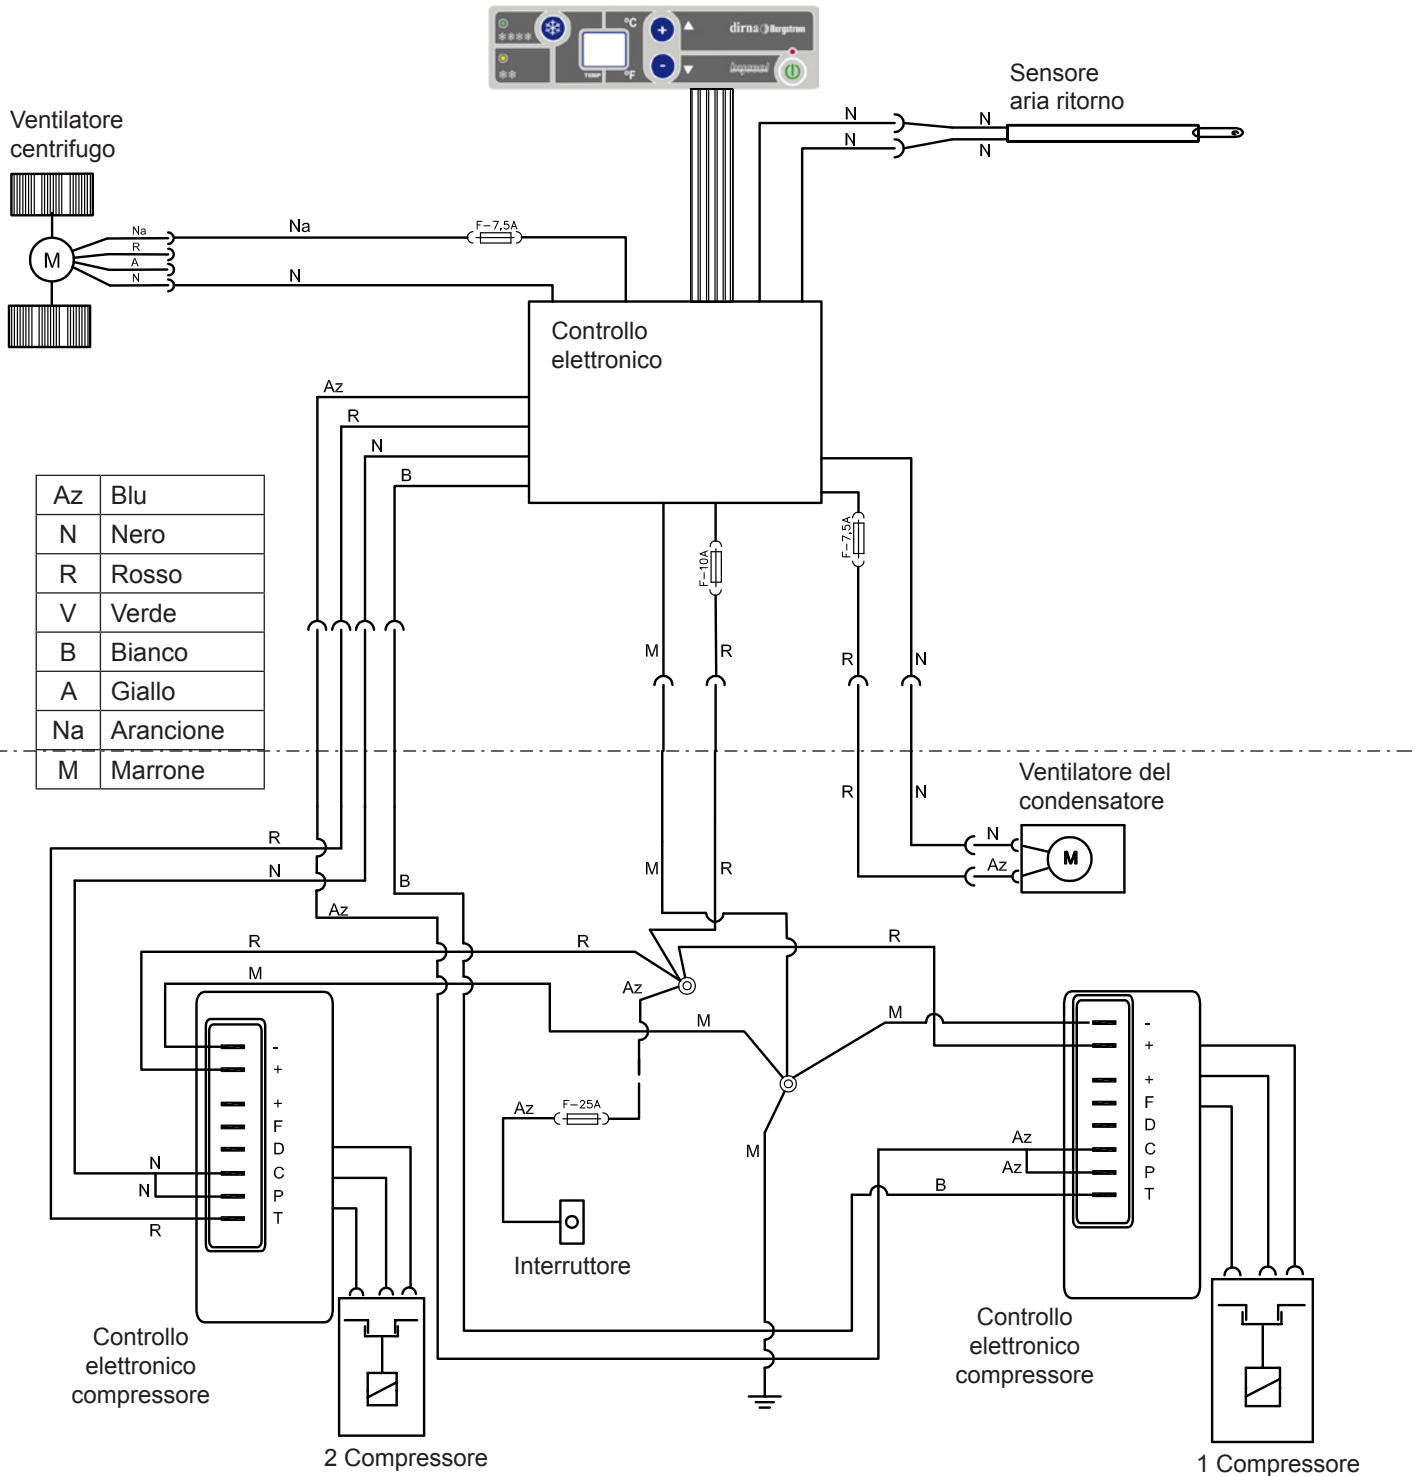 °C
dirna Bergstrom
TEMP
°F
Sensore
aria ritorno
Ventilatore
centrifugo
N
N
N
N
Na
R
A
N
Na
F-7,5A
N
M
Controllo
elettronico
Az
R
N
B
Az Blu
N Nero
R Rosso
V Verde
B Bianco
A Giallo
Na Arancione
M Marrone
F-10A
F-7,5A
M
R
R
N
Ventilatore del
condensatore
R
N
N
Az
M
R
N
M
R
B
Az
R
R
R
M
Az
M
M
-
+
+
F
D
C
P
T
-
+
+
F
D
C
P
T
Az
F-25A
M
N
N
R
Az
Az
B
Interruttore
Controllo
elettronico
compressore
Controllo
elettronico
compressore
2 Compressore
1 Compressore